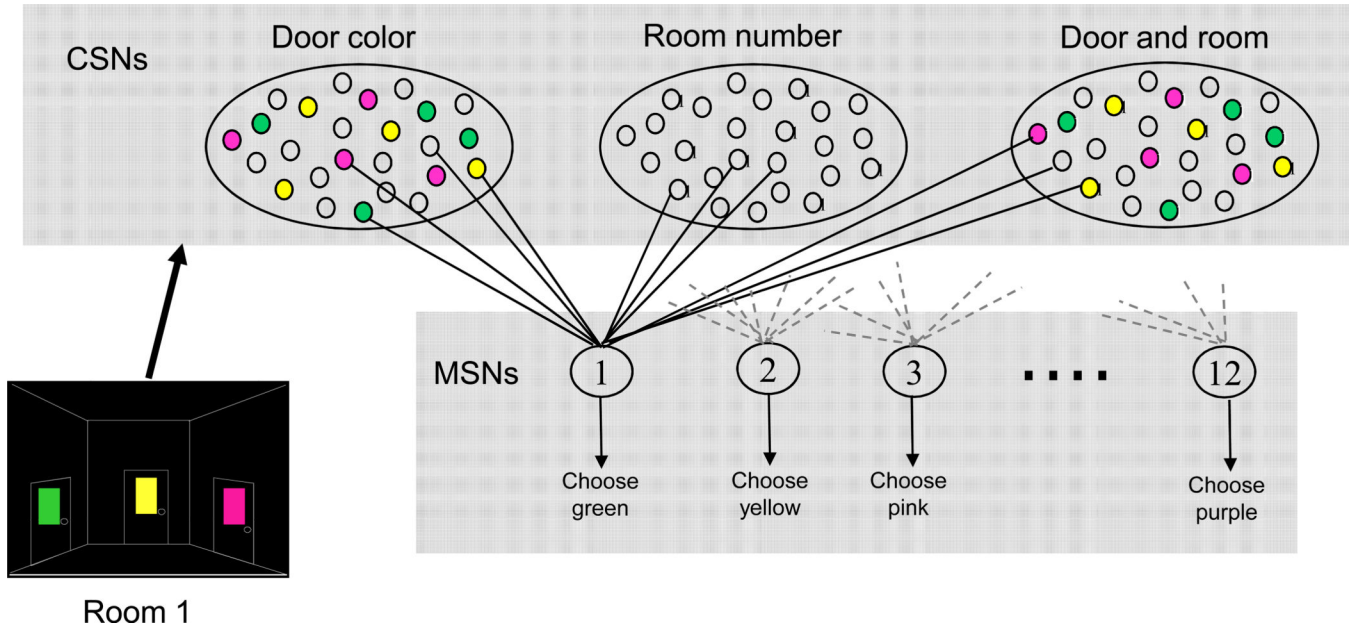 CSNs
Door color
Room number
Door and room
MSNs
1
2
3
12
Choose
green
Choose
yellow
Choose
pink
Choose
purple
Room 1